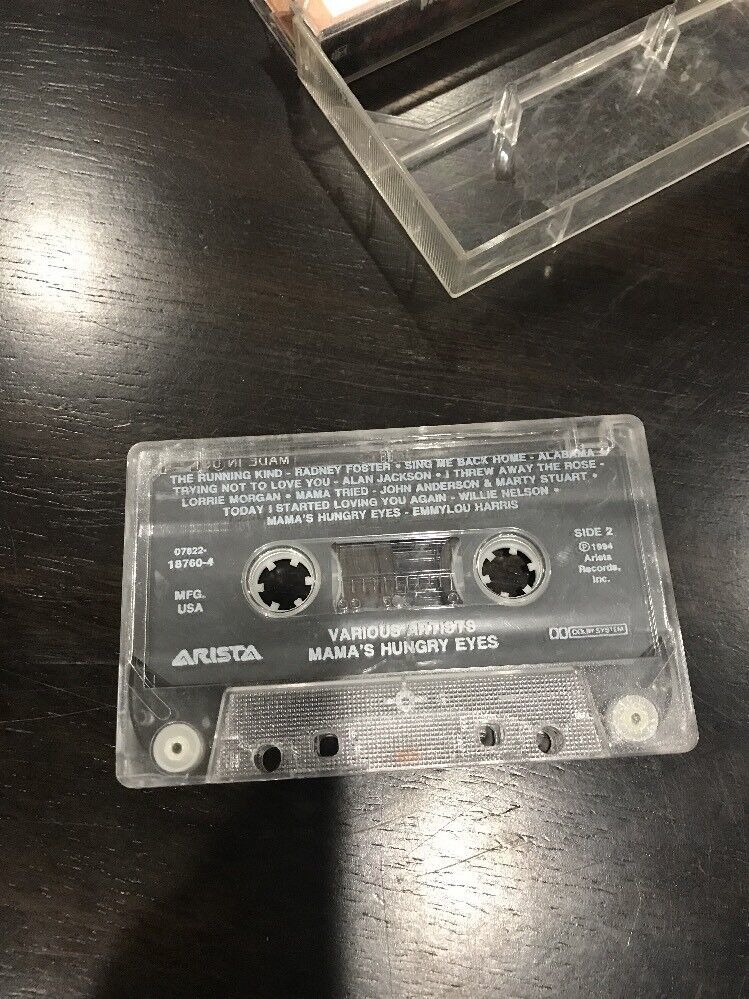 THE RUNNING KIND - RADNEY FOSTER • SING ME BACK HOME - ALABAMA •
TRYING NOT TO LOVE YOU - ALAN JACKSON • I THREW AWAY THE ROSE -
LORRIE MORGAN • MAMA TRIED - JOHN ANDERSON & MARTY STUART •
TODAY I STARTED LOVING YOU AGAIN - WILLIE NELSON •
MAMA'S HUNGRY EYES - EMMYLOU HARRIS
07822-
18760-4
MFG.
USA
SIDE 2
℗ 1994
Arista
Records,
Inc.
VARIOUS ARTISTS
MAMA'S HUNGRY EYES
ARISTA
DOLBY SYSTEM